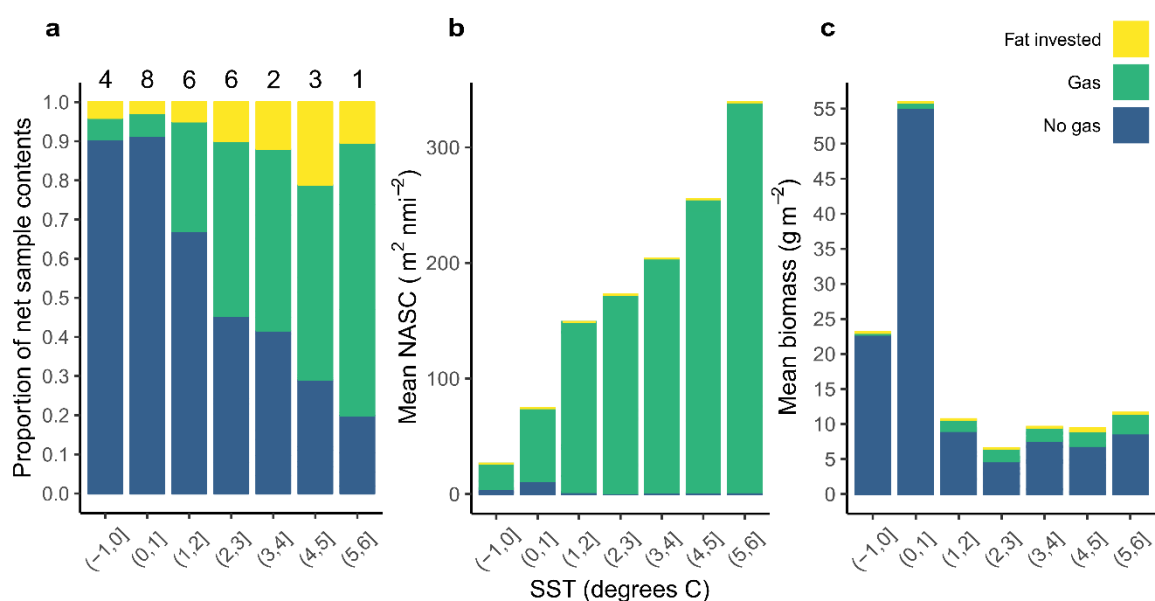 a
4 8 6 6 2 3 1
Proportion of net sample contents
1.0
0.9
0.8
0.7
0.6
0.5
0.4
0.3
0.2
0.1
0.0
(−1,0] (0,1] (1,2] (2,3] (3,4] (4,5] (5,6]
b
Mean NASC ( m² nmi⁻²)
300
200
100
0
(−1,0] (0,1] (1,2] (2,3] (3,4] (4,5] (5,6]
SST (degrees C)
c
Fat invested
Gas
No gas
Mean biomass (g m⁻²)
55
50
45
40
35
30
25
20
15
10
5
0
(−1,0] (0,1] (1,2] (2,3] (3,4] (4,5] (5,6]